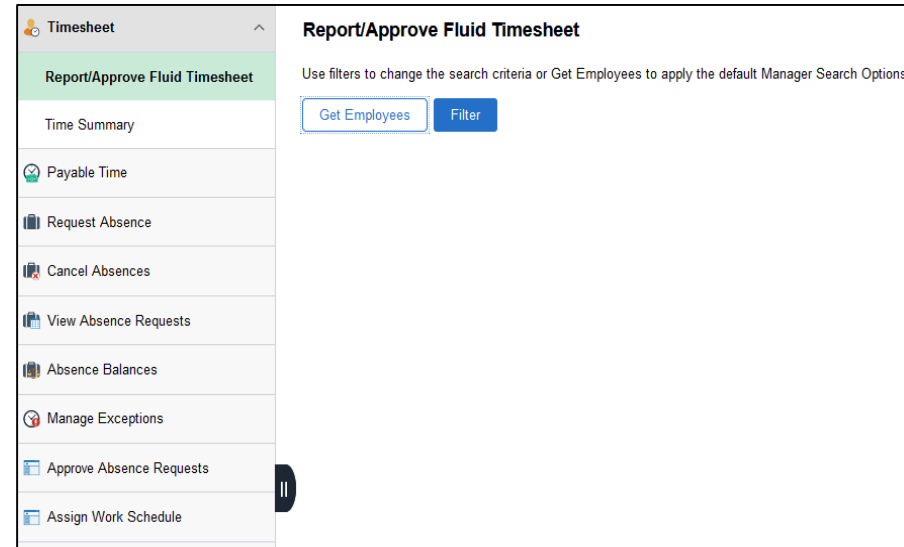 Timesheet
Report/Approve Fluid Timesheet
Time Summary
Payable Time
Request Absence
Cancel Absences
View Absence Requests
Absence Balances
Manage Exceptions
Approve Absence Requests
Assign Work Schedule
Report/Approve Fluid Timesheet
Use filters to change the search criteria or Get Employees to apply the default Manager Search Options
Get Employees
Filter